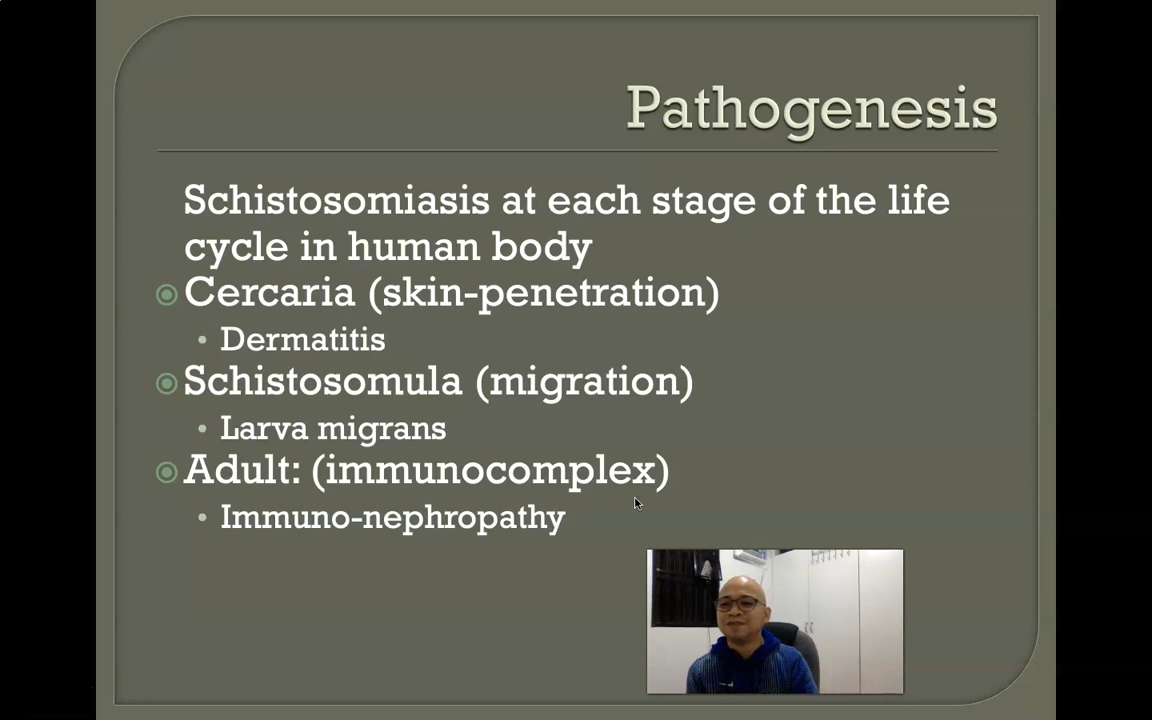 Pathogenesis
Schistosomiasis at each stage of the life
cycle in human body
Cercaria (skin-penetration)
Dermatitis
Schistosomula (migration)
Larva migrans
Adult: (immunocomplex)
Immuno-nephropathy